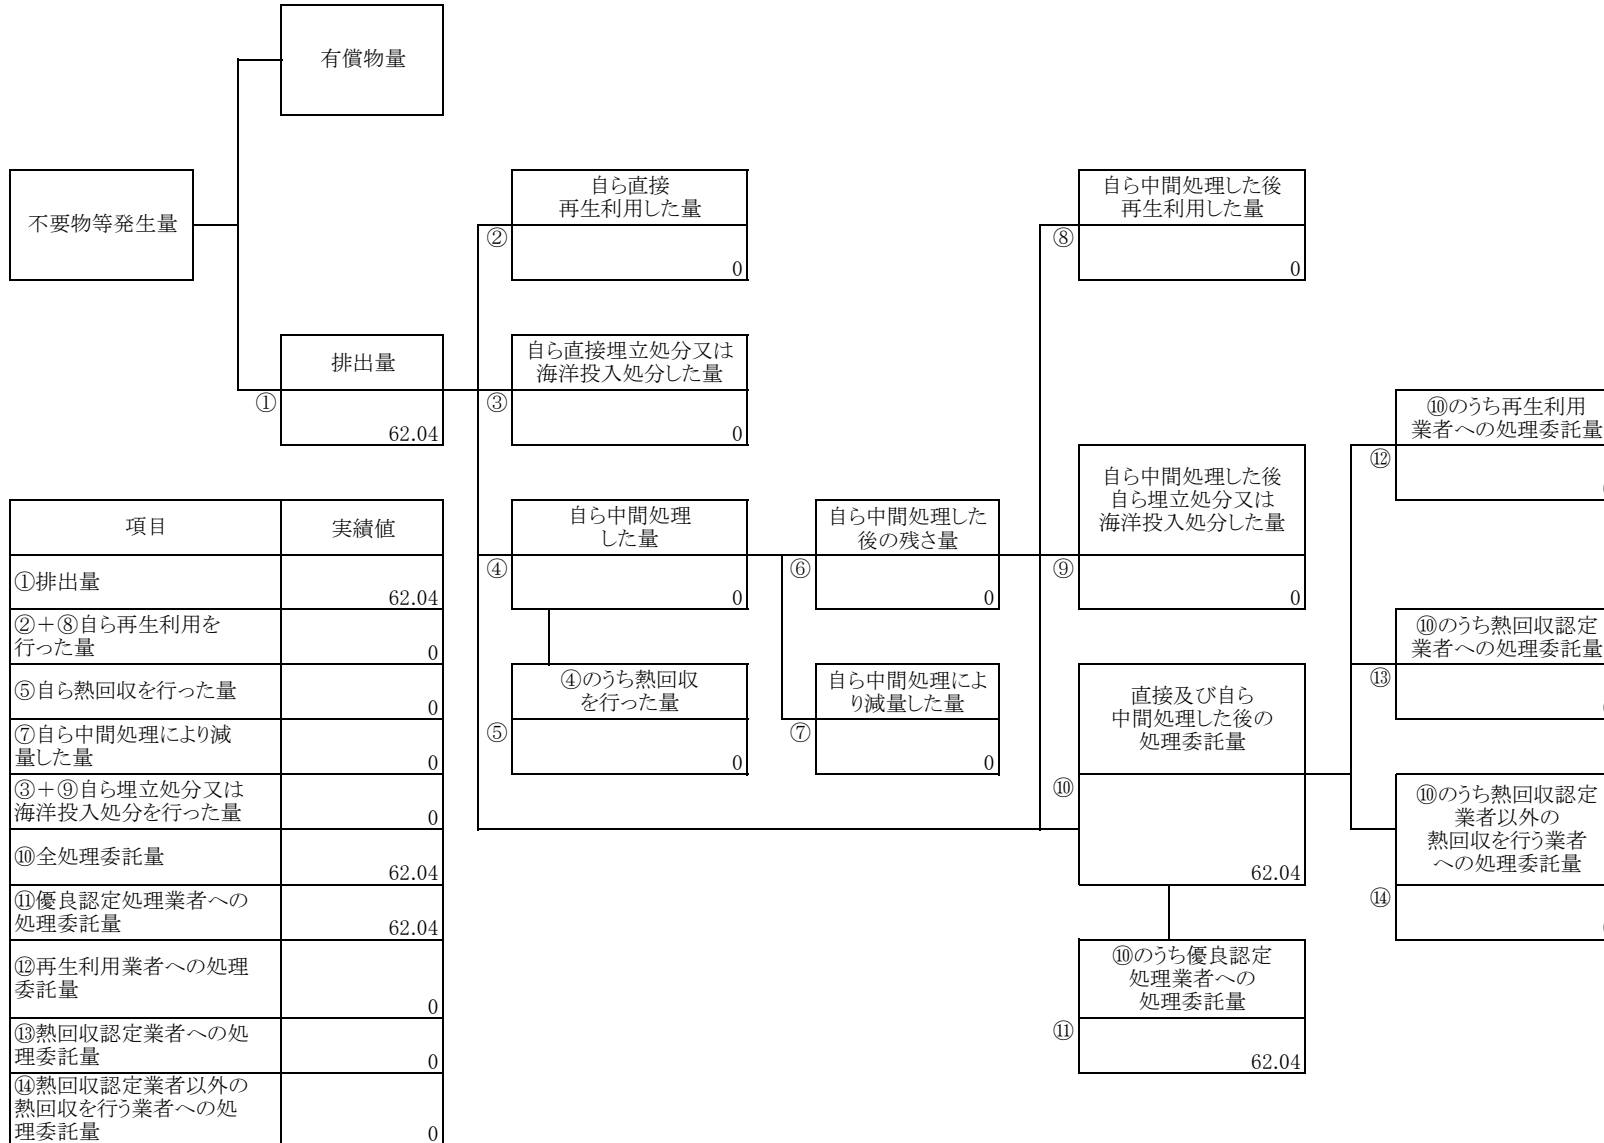 有償物量
不要物等発生量
自ら直接
再生利用した量
②
0
自ら中間処理した後
再生利用した量
⑧
0
排出量
①
62.04
自ら直接埋立処分又は
海洋投入処分した量
③
0
⑩のうち再生利用
業者への処理委託量
⑫
自ら中間処理した後
自ら埋立処分又は
海洋投入処分した量
⑨
0
自ら中間処理
した量
④
0
自ら中間処理した
後の残さ量
⑥
0
⑩のうち熱回収認定
業者への処理委託量
⑬
④のうち熱回収
を行った量
⑤
0
自ら中間処理によ
り減量した量
⑦
0
直接及び自ら
中間処理した後の
処理委託量
⑩
62.04
⑩のうち熱回収認定
業者以外の
熱回収を行う業者
への処理委託量
⑭
⑩のうち優良認定
処理業者への
処理委託量
⑪
62.04
項目 実績値
①排出量
62.04
②+⑧自ら再生利用を
行った量
0
⑤自ら熱回収を行った量
0
⑦自ら中間処理により減
量した量
0
③+⑨自ら埋立処分又は
海洋投入処分を行った量
0
⑩全処理委託量
62.04
⑪優良認定処理業者への
処理委託量
62.04
⑫再生利用業者への処理
委託量
0
⑬熱回収認定業者への処
理委託量
0
⑭熱回収認定業者以外の
熱回収を行う業者への処
理委託量
0